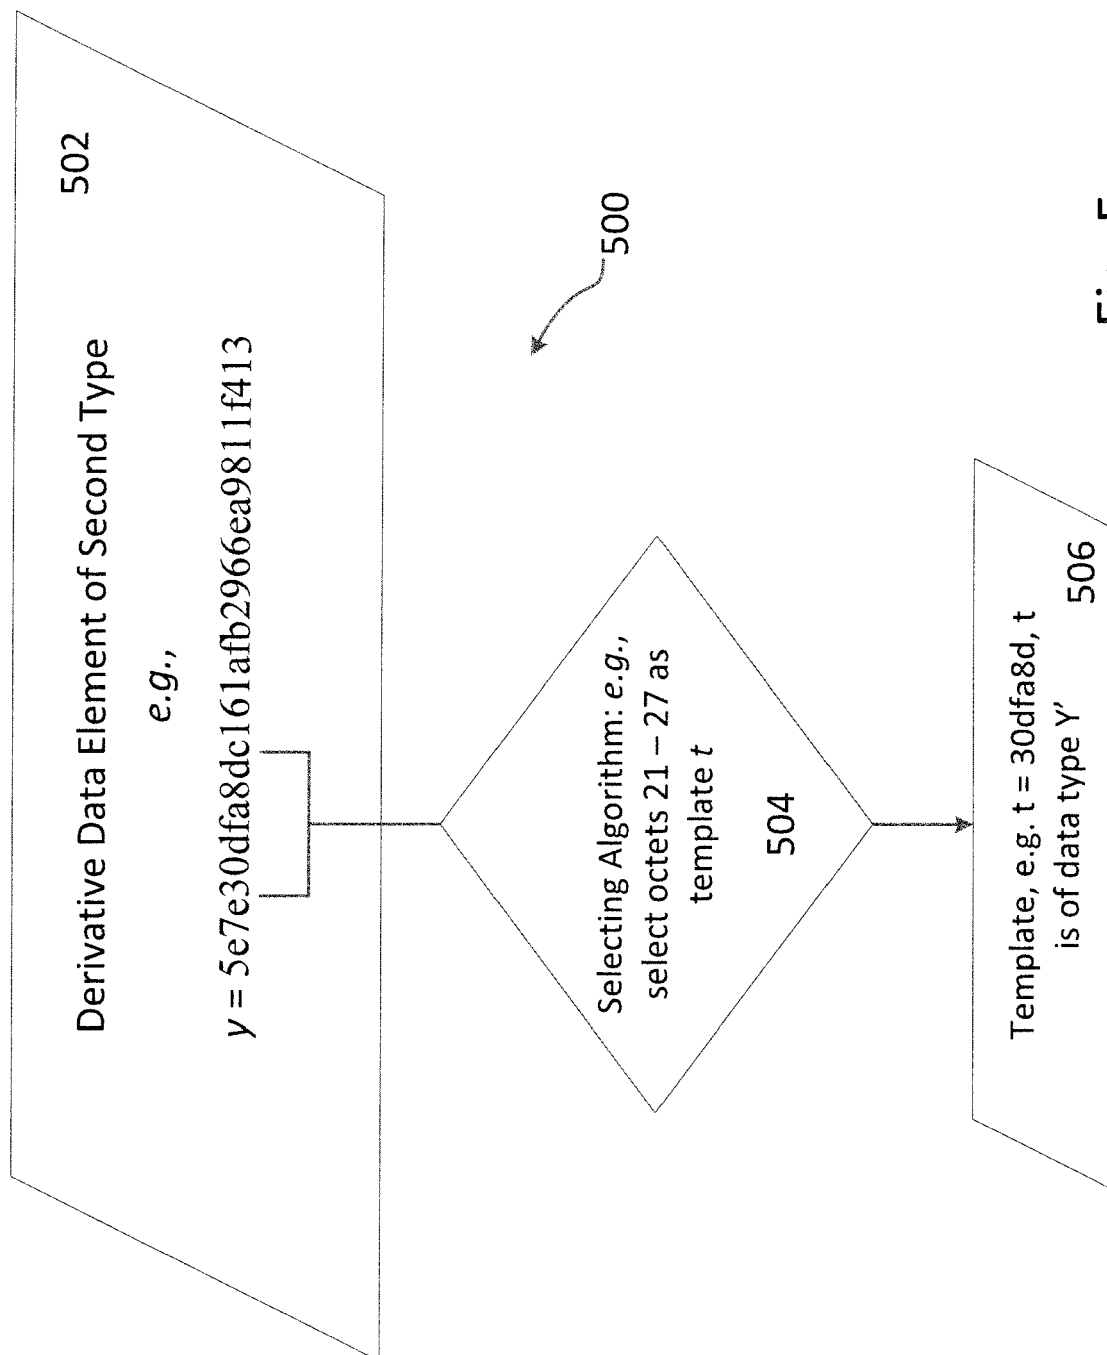 Derivative Data Element of Second Type
502
e.g.,
y = 5e7e30dfa8dc161afb2966ea9811f413
500
Selecting Algorithm: e.g.,
select octets 21 – 27 as
template t
504
Template, e.g. t = 30dfa8d, t
is of data type Y’
506